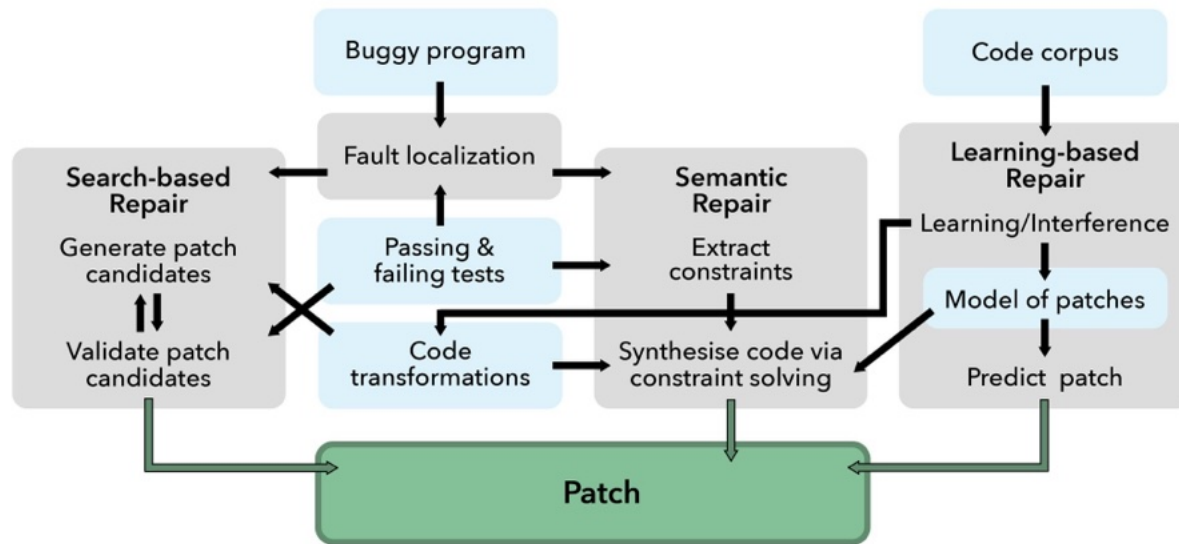 Buggy program
Code corpus
Fault localization
Search-based
Repair
Generate patch
candidates
Validate patch
candidates
Passing &
failing tests
Code
transformations
Semantic
Repair
Extract
constraints
Synthesise code via
constraint solving
Learning-based
Repair
Learning/Interference
Model of patches
Predict patch
Patch